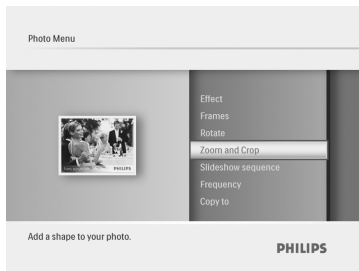 Photo Menu
Effect
Frames
Rotate
Zoom and Crop
Slideshow sequence
Frequency
Copy to
PHILIPS
Add a shape to your photo.
PHILIPS